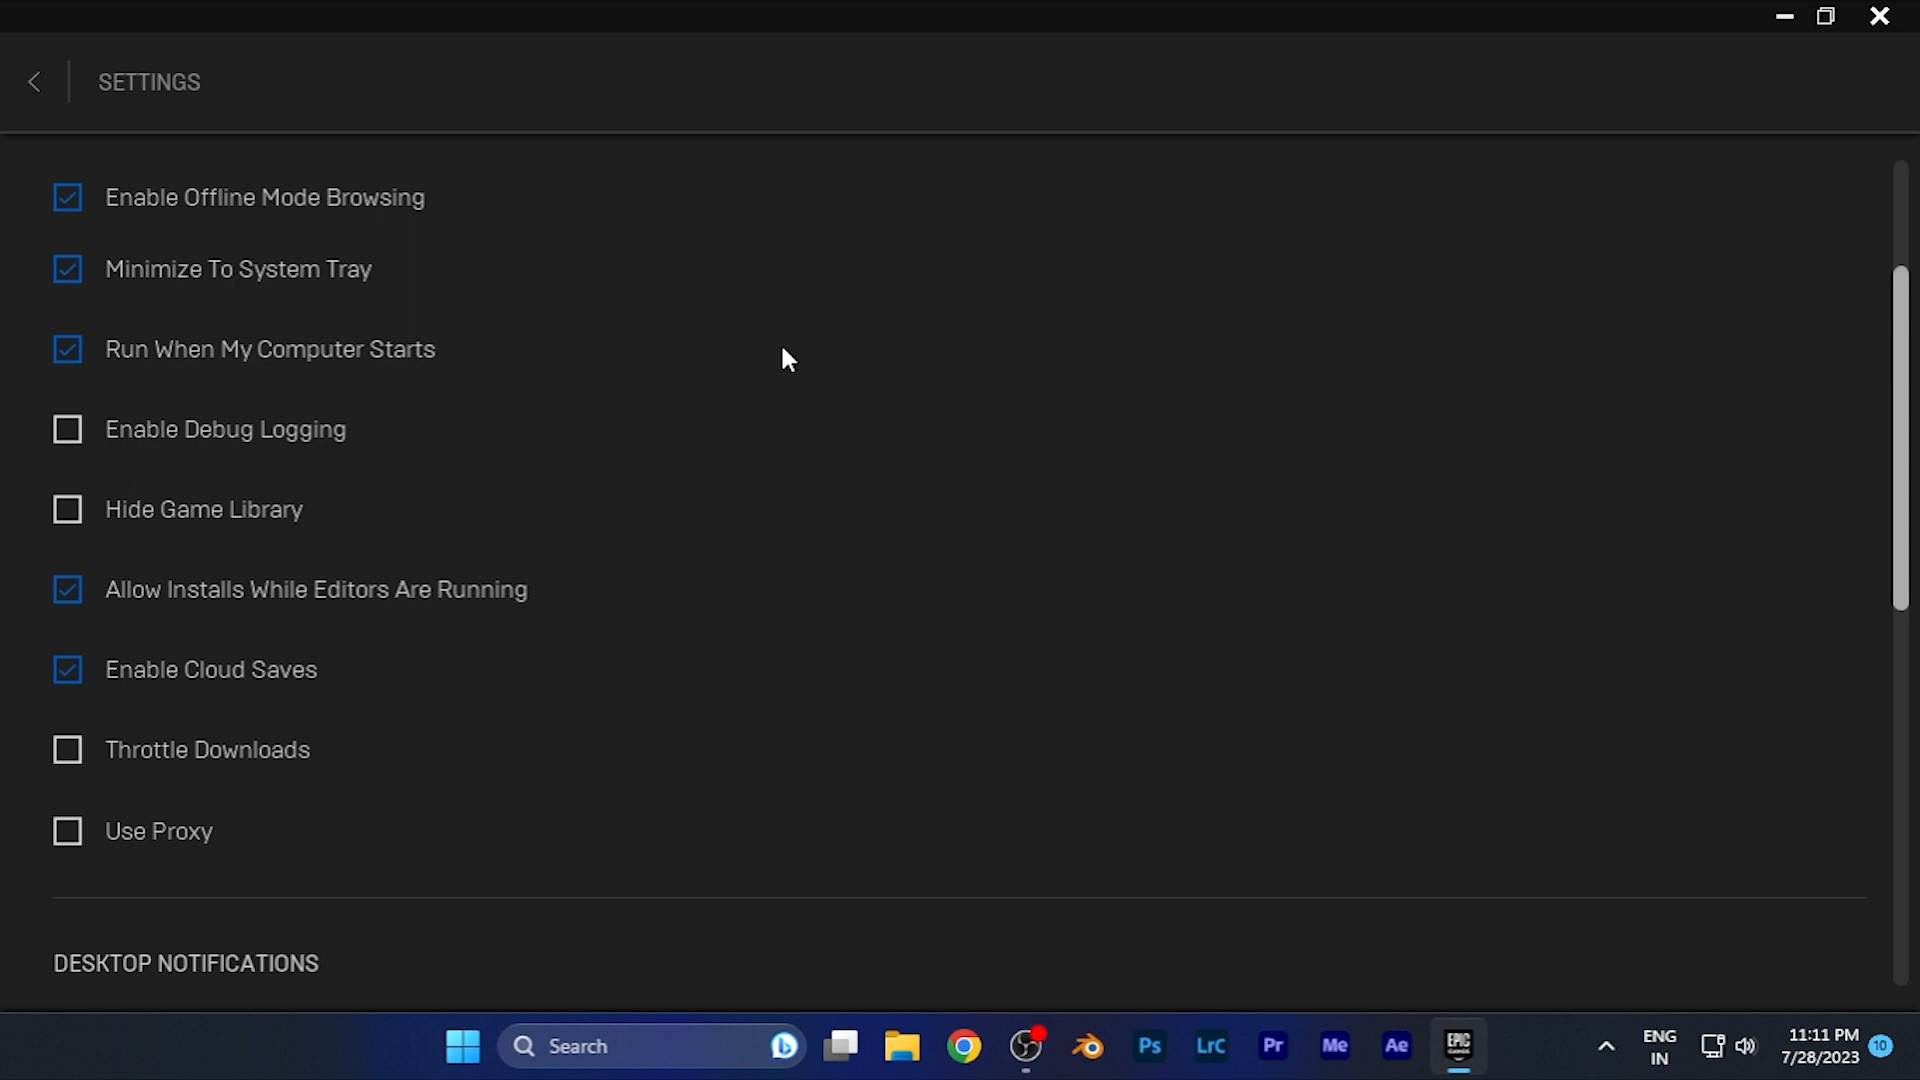 SETTINGS
Enable Offline Mode Browsing
Minimize To System Tray
Run When My Computer Starts
Enable Debug Logging
Hide Game Library
Allow Installs While Editors Are Running
Enable Cloud Saves
Throttle Downloads
Use Proxy
DESKTOP NOTIFICATIONS
Search
Ps
LrC
Pr
Me
Ae
EPIC
GAMES
ENG
IN
11:11 PM
7/28/2023
10